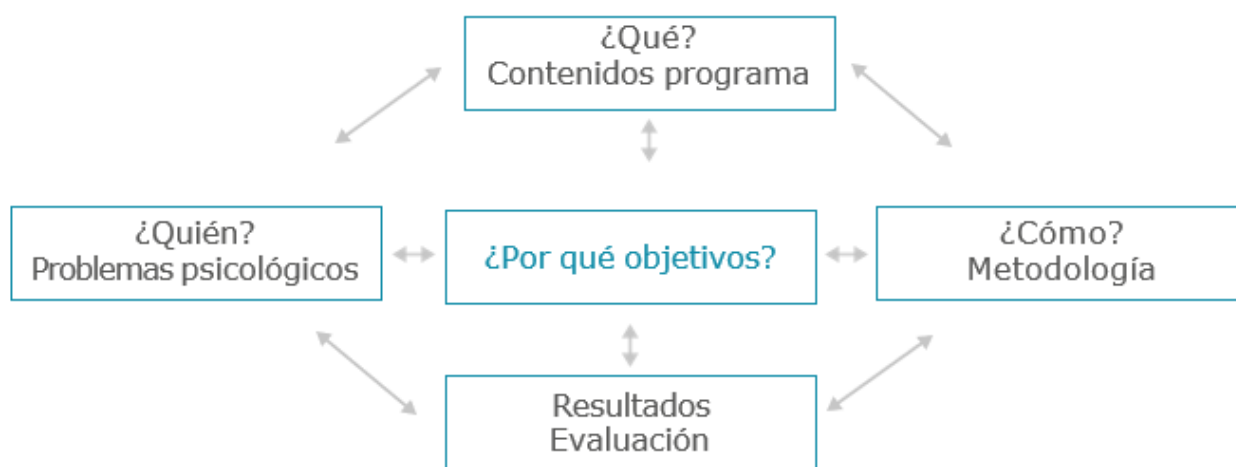 ¿Qué?
Contenidos programa
¿Quién?
Problemas psicológicos
¿Por qué objetivos?
¿Cómo?
Metodología
Resultados
Evaluación